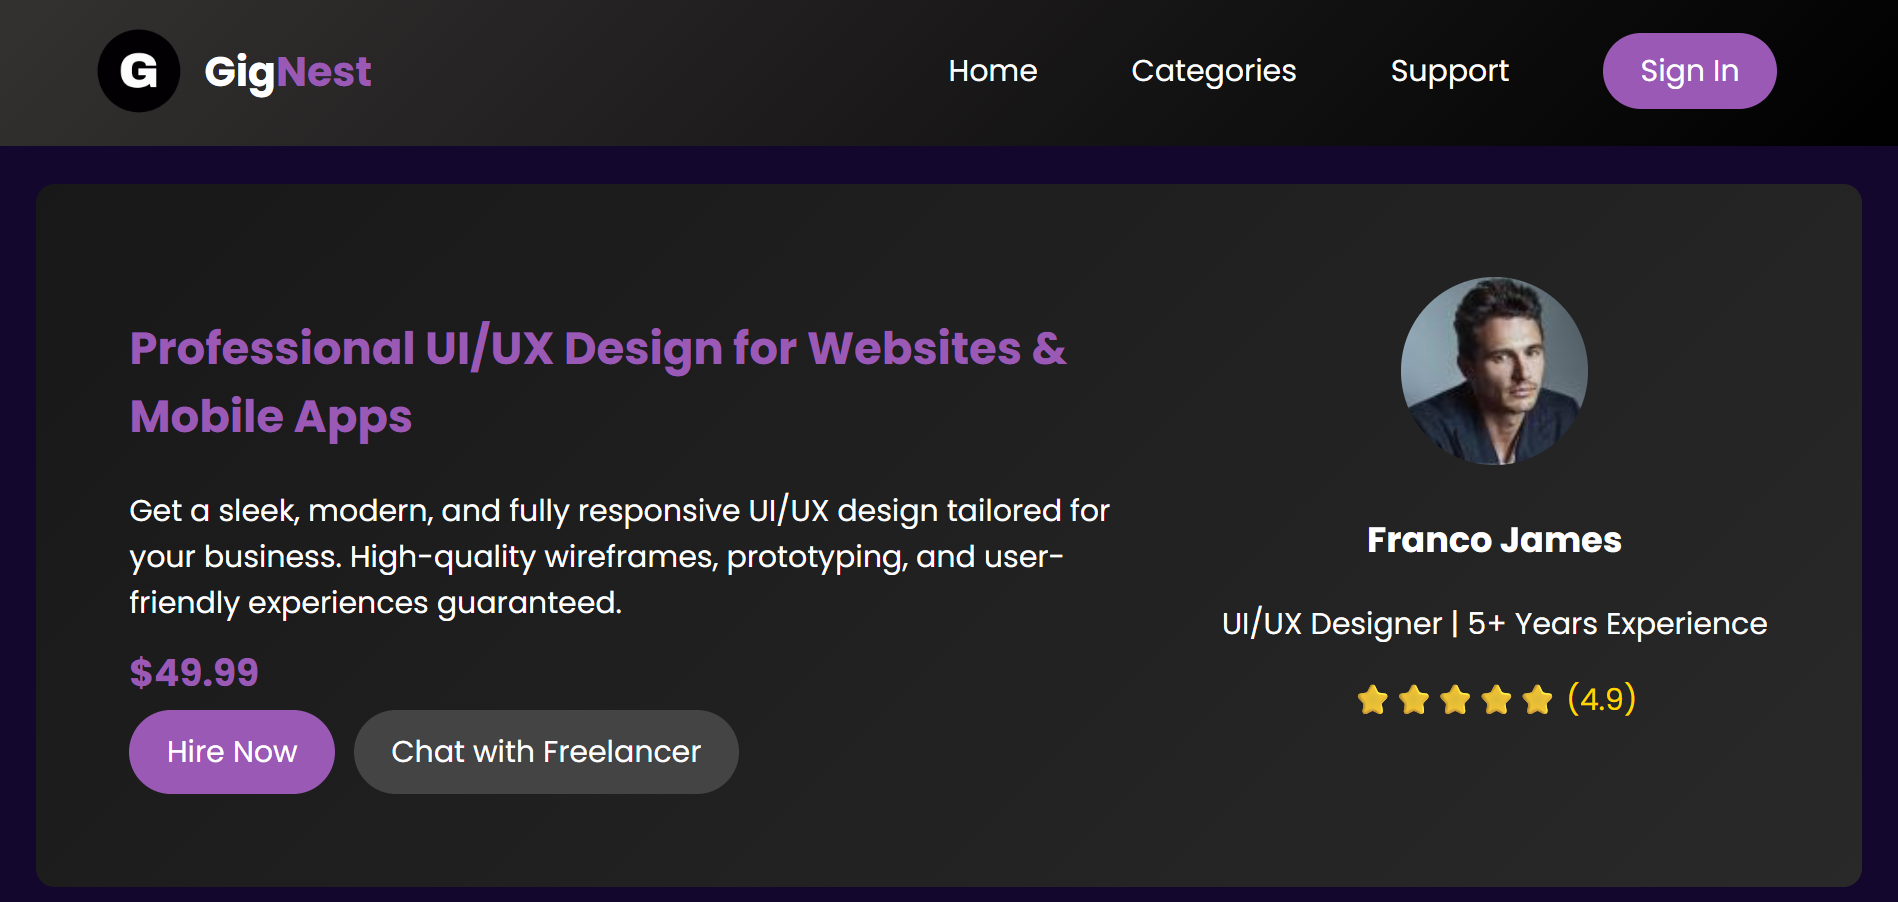 G GigNest Home Categories Support Sign In
Professional UI/UX Design for Websites &
Mobile Apps
Get a sleek, modern, and fully responsive UI/UX design tailored for
your business. High-quality wireframes, prototyping, and user-
friendly experiences guaranteed.
$49.99
Hire Now Chat with Freelancer
Franco James
UI/UX Designer | 5+ Years Experience
(4.9)